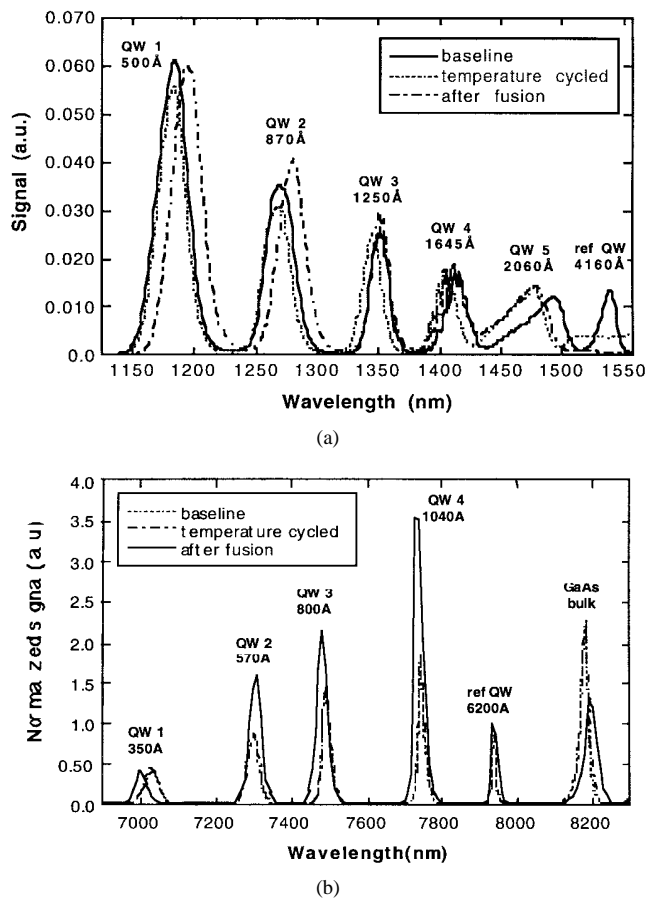 0.070
0.060
0.050
0.040
0.030
0.020
0.010
0.0
Signal (a.u.)
QW 1
500Å
QW 2
870Å
QW 3
1250Å
QW 4
1645Å
QW 5
2060Å
ref QW
4160Å
baseline
temperature cycled
after fusion
1150 1200 1250 1300 1350 1400 1450 1500 1550
Wavelength (nm)
(a)
4.0
3.5
3.0
2.5
2.0
1.5
1.0
0.50
0.0
Norma zed s gna (a u)
baseline
temperature cycled
after fusion
QW 1
350A
QW 2
570A
QW 3
800A
QW 4
1040A
ref QW
6200A
GaAs
bulk
7000 7200 7400 7600 7800 8000 8200
Wavelength(nm)
(b)